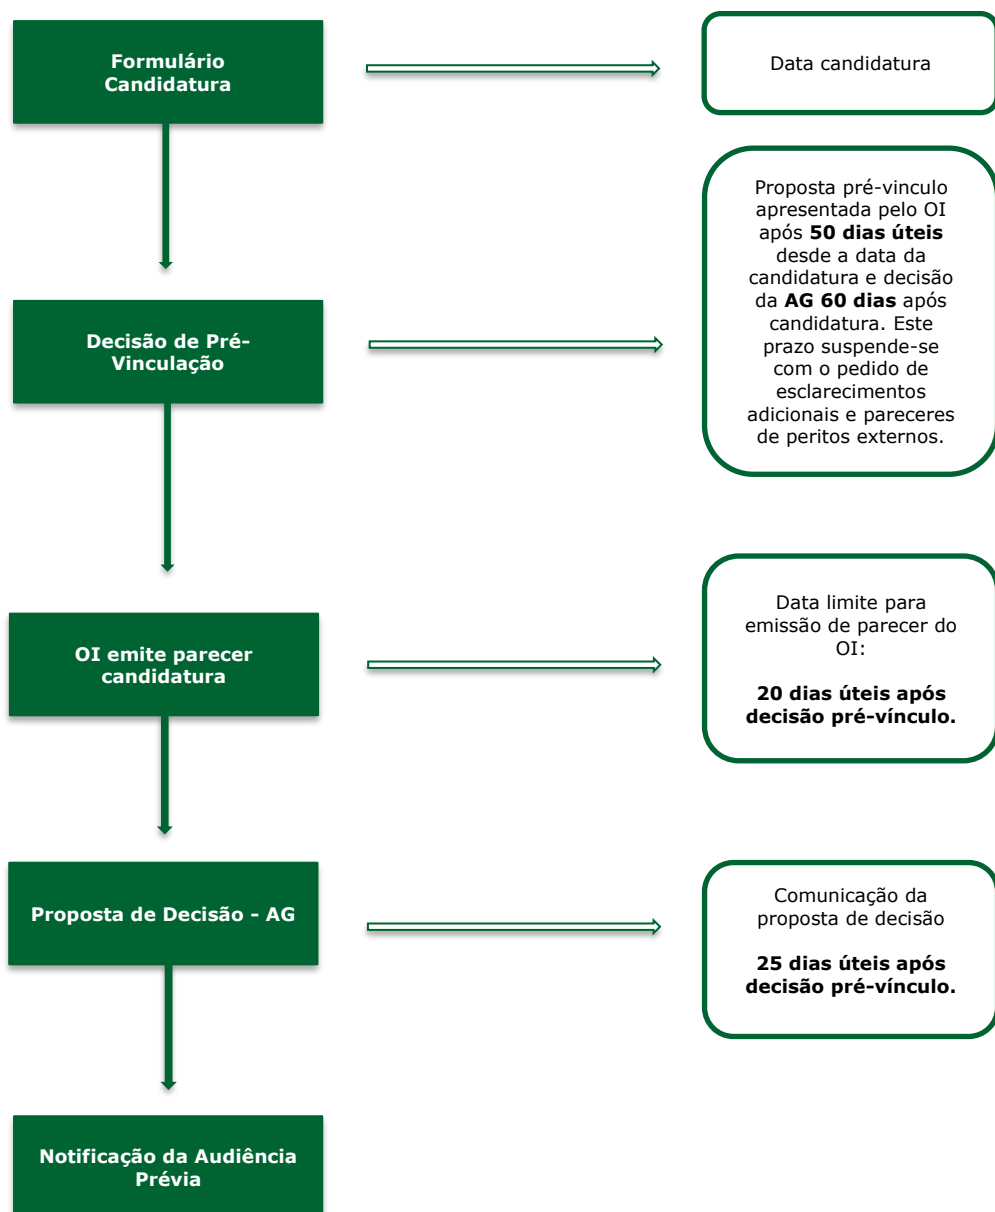 Formulário
Candidatura
Data candidatura
Proposta pré-vinculo
apresentada pelo OI
após 50 dias úteis
desde a data da
candidatura e decisão
da AG 60 dias após
candidatura. Este
prazo suspende-se
com o pedido de
esclarecimentos
adicionais e pareceres
de peritos externos.
Decisão de Pré-
Vinculação
OI emite parecer
candidatura
Data limite para
emissão de parecer do
OI:
20 dias úteis após
decisão pré-vínculo.
Proposta de Decisão - AG
Comunicação da
proposta de decisão
25 dias úteis após
decisão pré-vínculo.
Notificação da Audiência
Prévia